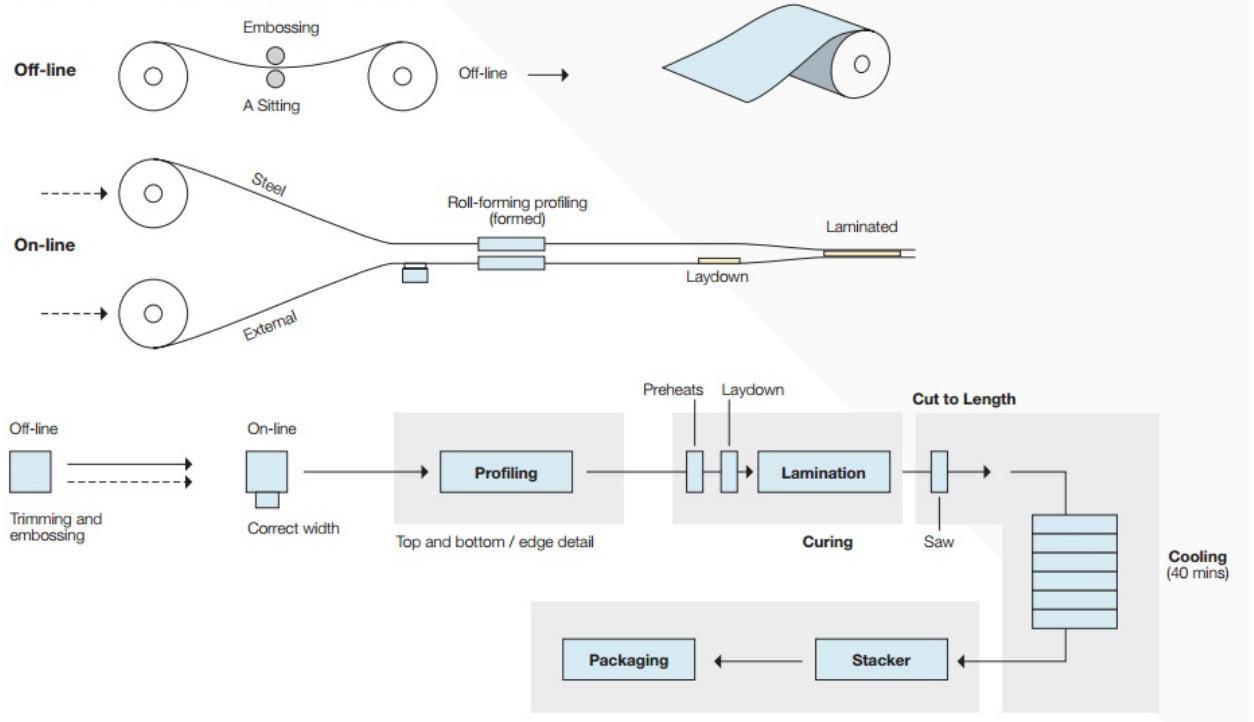 Embossing
Off-line
Off-line
A Sitting
Steel
Roll-forming profiling
(formed)
Laminated
On-line
Laydown
External
Preheats
Laydown
Cut to Length
Off-line
On-line
Profiling
Lamination
Trimming and
embossing
Correct width
Top and bottom / edge detail
Curing
Saw
Cooling
(40 mins)
Packaging
Stacker